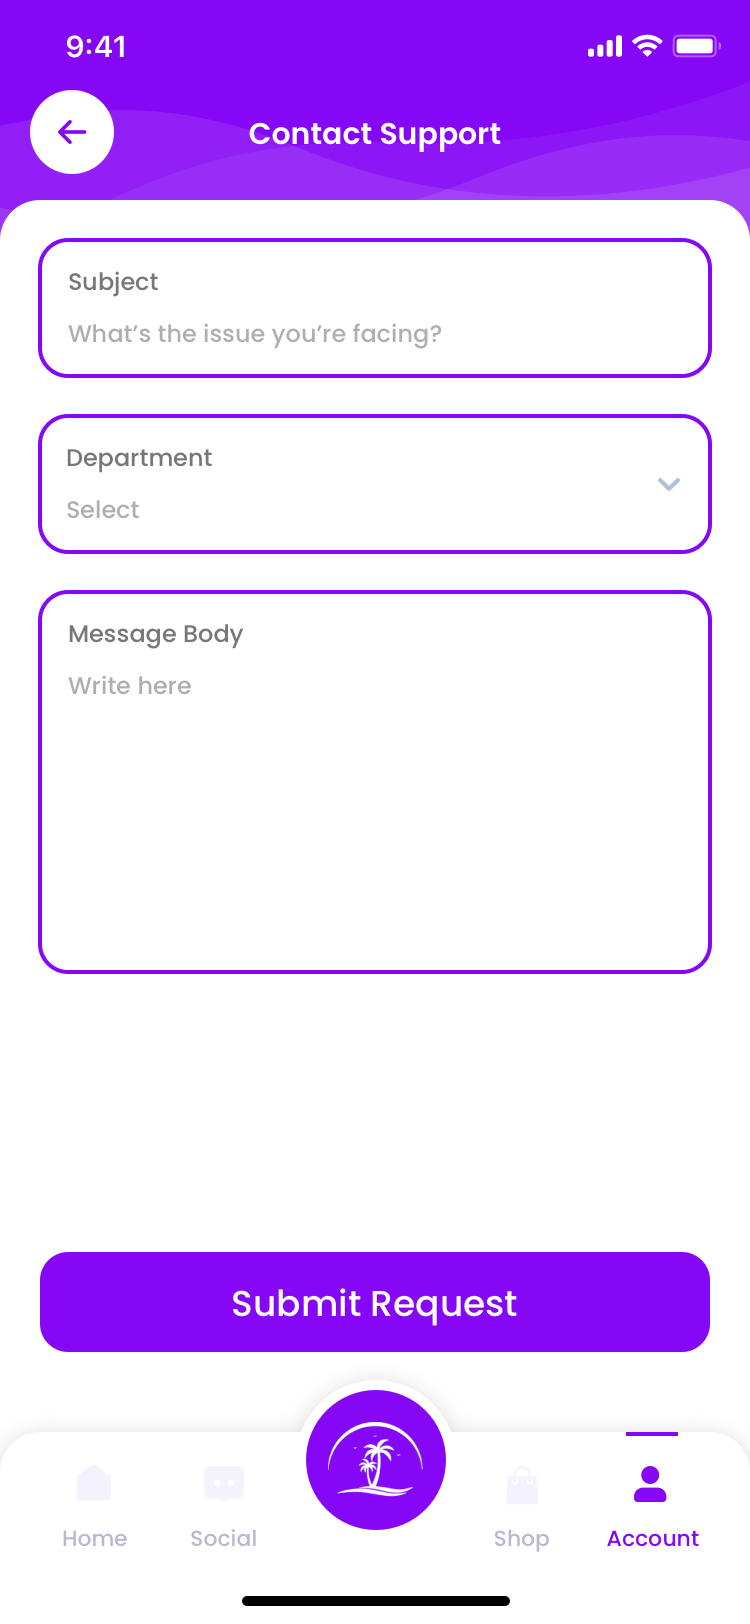 9:41
Contact Support
Subject
What’s the issue you’re facing?
Department
Select
Message Body
Write here
Submit Request
Home
Social
Shop
Account